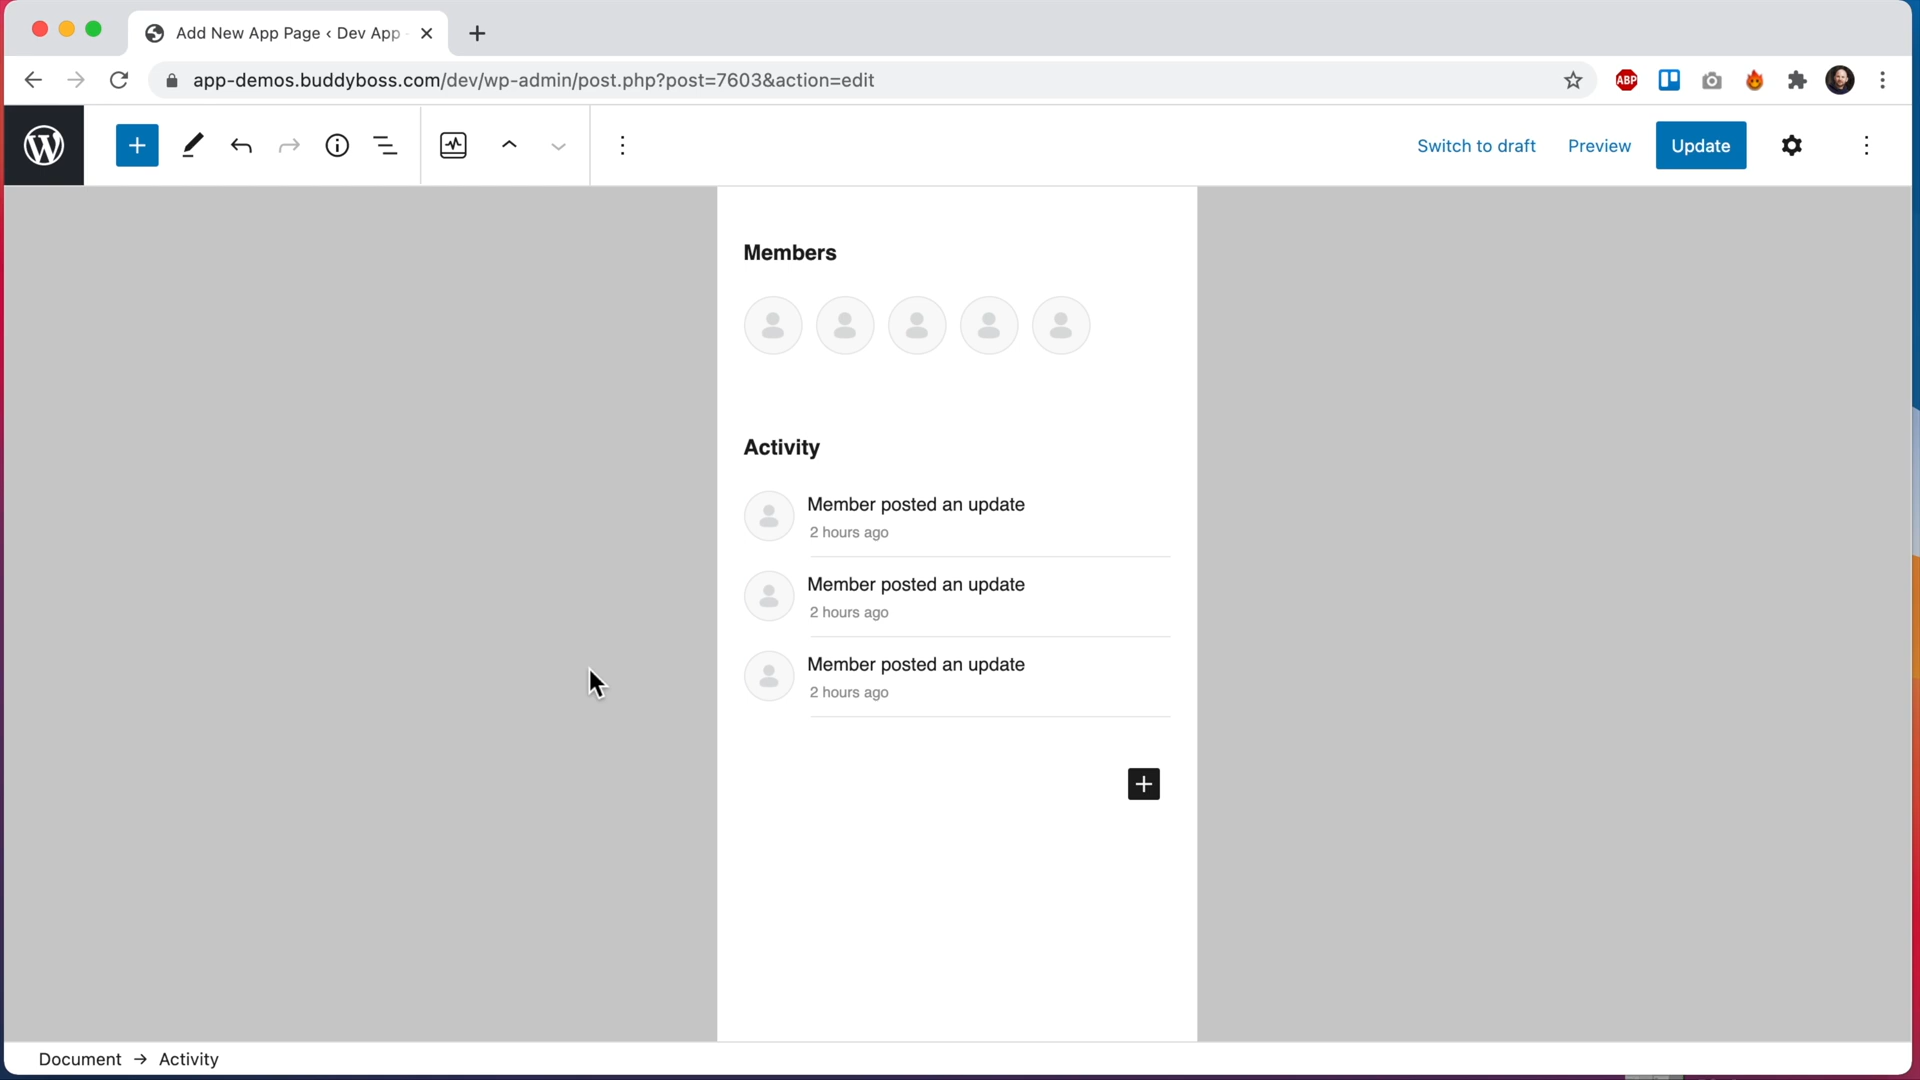 Add New App Page ‹ Dev App
app-demos.buddyboss.com/dev/wp-admin/post.php?post=7603&action=edit
ABP
Switch to draft
Preview
Update
Members
Activity
Member posted an update
2 hours ago
Member posted an update
2 hours ago
Member posted an update
2 hours ago
Document → Activity